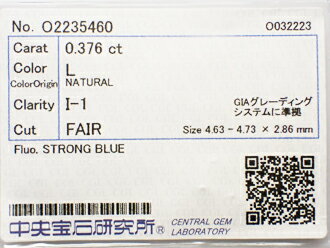 No. O2235460 O032223
Carat 0.376 ct
Color L
ColorOrigin NATURAL
Clarity I-1
GIAグレーディング
システムに準拠
Cut FAIR Size 4.63 - 4.73 × 2.86 mm
Fluo. STRONG BLUE
中央宝石研究所® CENTRAL GEM
LABORATORY